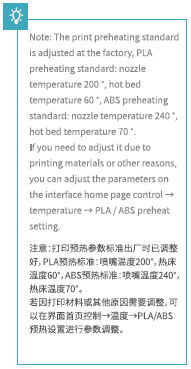 Note: The print preheating standard
is adjusted at the factory, PLA
preheating standard: nozzle
temperature 200 °, hot bed
temperature 60 °, ABS preheating
standard: nozzle temperature 240 °,
hot bed temperature 70 °.
If you need to adjust it due to
printing materials or other reasons,
you can adjust the parameters on
the interface home page control →
temperature → PLA / ABS preheat
setting.
注意：打印预热参数标准出厂时已调整
好，PLA预热标准：喷嘴温度200°，热床
温度60°，ABS预热标准：喷嘴温度240°，
热床温度70°。
若因打印材料或其他原因需要调整，可
以在界面首页控制→温度→PLA/ABS
预热设置进行参数调整。